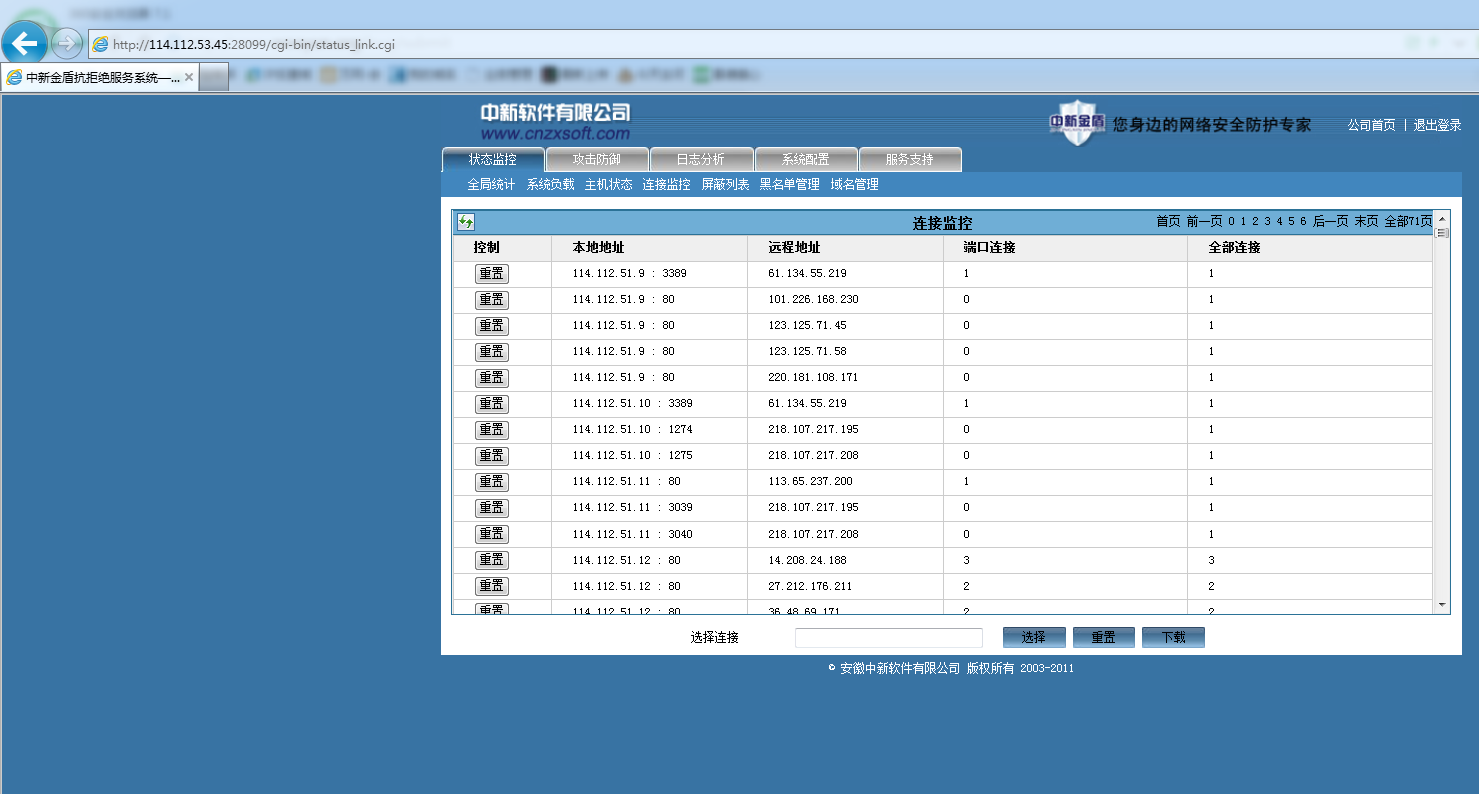 http://114.112.53.45:28099/cgi-bin/status_link.cgi
中新金盾抗拒绝服务系统—...
中新软件有限公司
www.cnzxsoft.com
中新金盾 您身边的网络安全防护专家
公司首页 | 退出登录
状态监控 攻击防御 日志分析 系统配置 服务支持
全局统计 系统负载 主机状态 连接监控 屏蔽列表 黑名单管理 域名管理
连接监控 首页 前一页 0 1 2 3 4 5 6 后一页 末页 全部71页
控制 本地地址 远程地址 端口连接 全部连接
重置 114.112.51.9 : 3389 61.134.55.219 1 1
重置 114.112.51.9 : 80 101.226.168.230 0 1
重置 114.112.51.9 : 80 123.125.71.45 0 1
重置 114.112.51.9 : 80 123.125.71.58 0 1
重置 114.112.51.9 : 80 220.181.108.171 0 1
重置 114.112.51.10 : 3389 61.134.55.219 1 1
重置 114.112.51.10 : 1274 218.107.217.195 0 1
重置 114.112.51.10 : 1275 218.107.217.208 0 1
重置 114.112.51.11 : 80 113.65.237.200 1 1
重置 114.112.51.11 : 3039 218.107.217.195 0 1
重置 114.112.51.11 : 3040 218.107.217.208 0 1
重置 114.112.51.12 : 80 14.208.24.188 3 3
重置 114.112.51.12 : 80 27.212.176.211 2 2
重置 114.112.51.12 : 80 36.48.69.171 2 2
选择连接 选择 重置 下载
© 安徽中新软件有限公司 版权所有 2003-2011